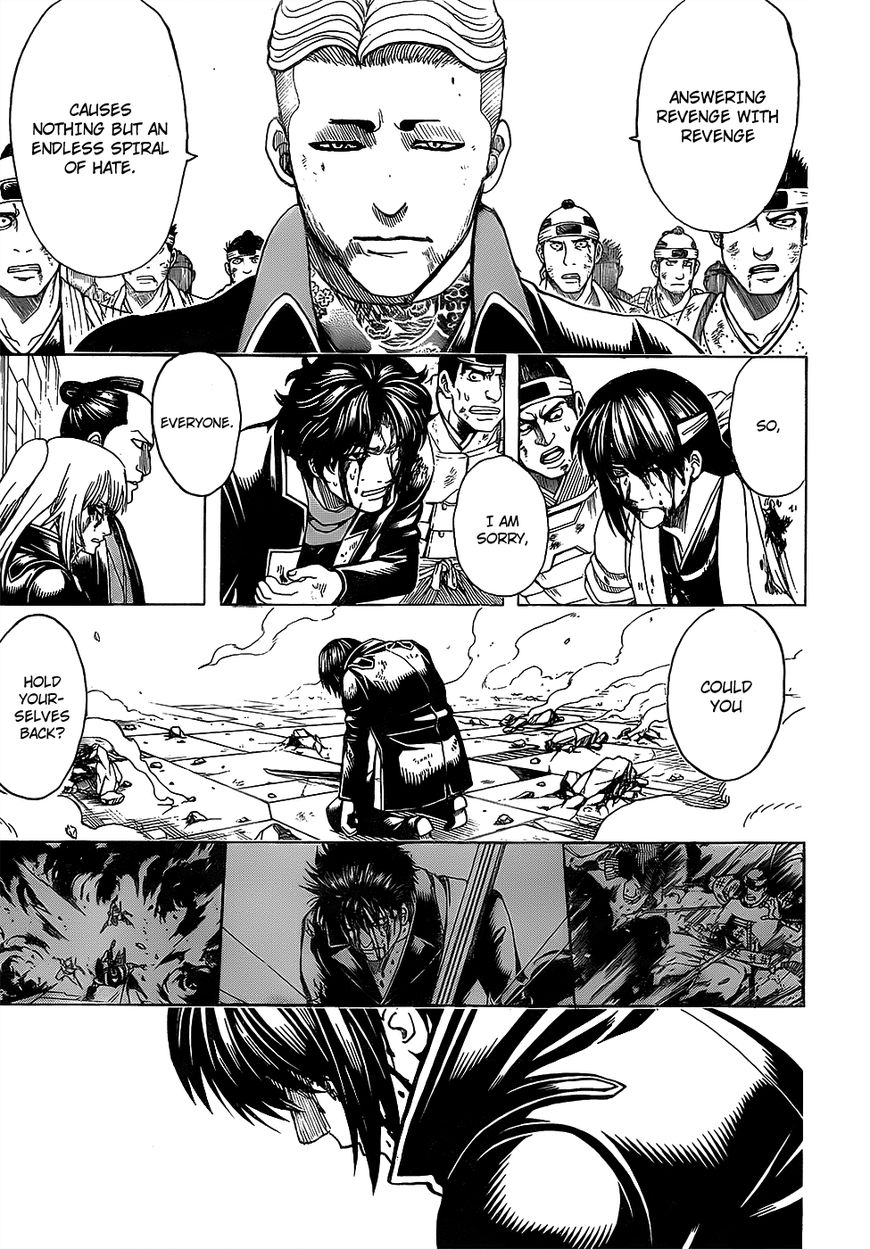 ANSWERING
REVENGE WITH
REVENGE
CAUSES
NOTHING BUT AN
ENDLESS SPIRAL
OF HATE.
SO,
I AM
SORRY,
EVERYONE.
COULD
YOU
HOLD
YOUR-
SELVES
BACK?